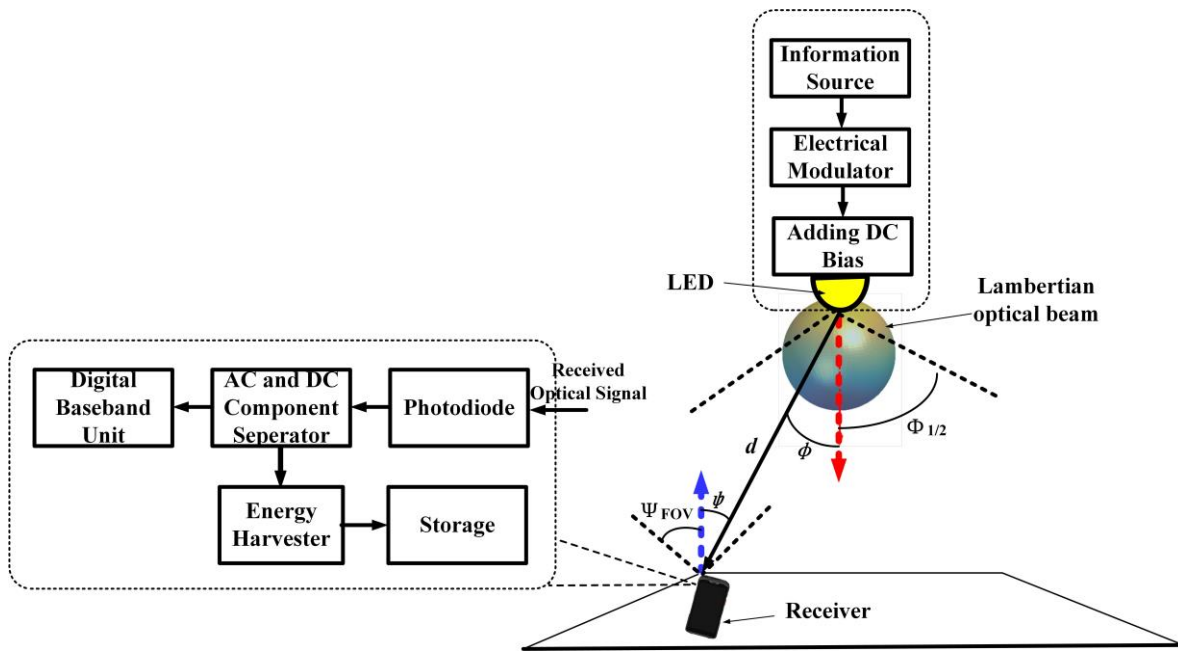 Information
Source
Electrical
Modulator
Adding DC
Bias
LED
Lambertian
optical beam
Φ1/2
ϕ
d
Received
Optical Signal
Digital
Baseband
Unit
AC and DC
Component
Seperator
Photodiode
Energy
Harvester
Storage
ΨFOV
ψ
Receiver